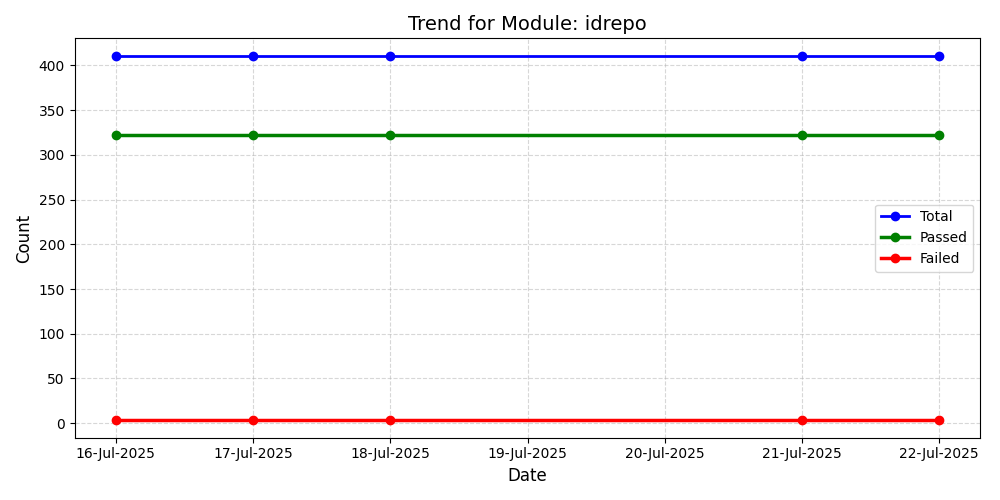 Trend for Module: idrepo
Count
400
350
300
250
200
150
100
50
0
Total
Passed
Failed
16-Jul-2025 17-Jul-2025 18-Jul-2025 19-Jul-2025 20-Jul-2025 21-Jul-2025 22-Jul-2025
Date